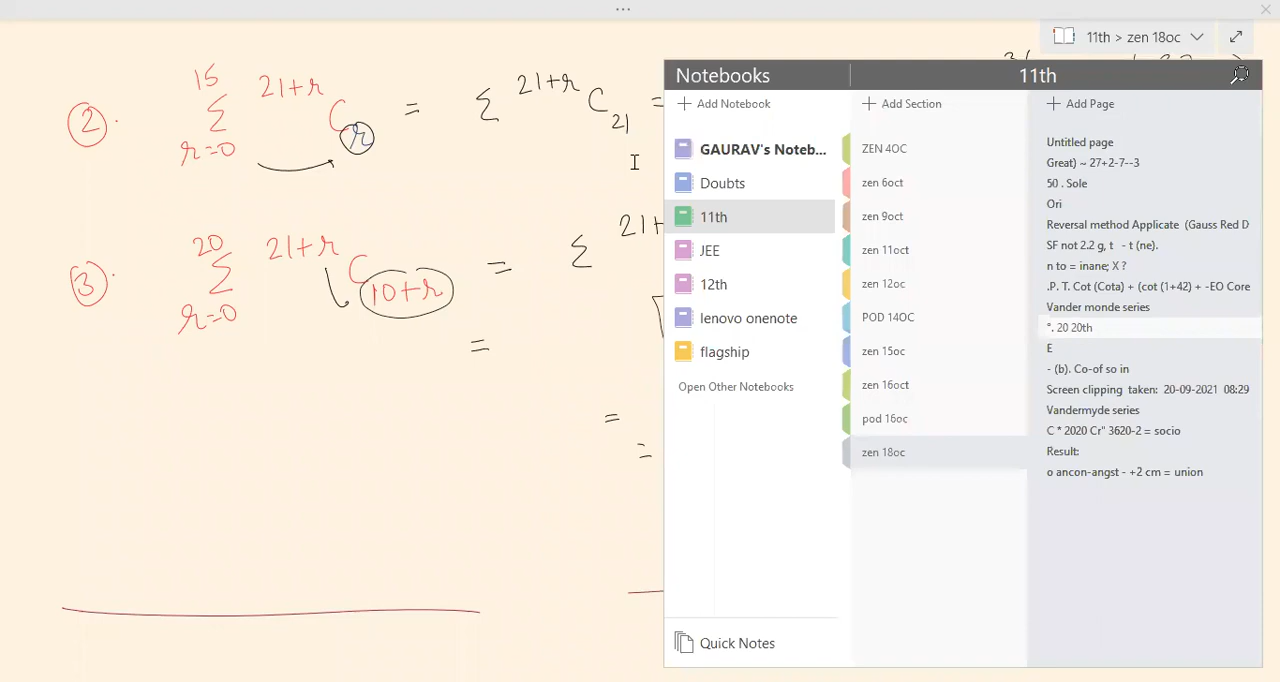 ...
11th > zen 18oc
② · 15 Σ r=0 21+r C r = Σ 21+r C 21 =
I
③ · 20 Σ r=0 21+r C 10+r = Σ 21+r
=
=
=
Notebooks 11th
+ Add Notebook + Add Section + Add Page
GAURAV's Noteb...
Doubts
11th
JEE
12th
lenovo onenote
flagship
Open Other Notebooks
Quick Notes
ZEN 4OC
zen 6oct
zen 9oct
zen 11oct
zen 12oc
POD 14OC
zen 15oc
zen 16oct
pod 16oc
zen 18oc
Untitled page
Great) ~ 27+2-7--3
50 . Sole
Ori
Reversal method Applicate (Gauss Red D
SF not 2.2 g, t - t (ne).
n to = inane; X ?
.P. T. Cot (Cota) + (cot (1+42) + -EO Core
Vander monde series
°. 20 20th
E
- (b). Co-of so in
Screen clipping taken: 20-09-2021 08:29
Vandermyde series
C * 2020 Cr" 3620-2 = socio
Result:
o ancon-angst - +2 cm = union